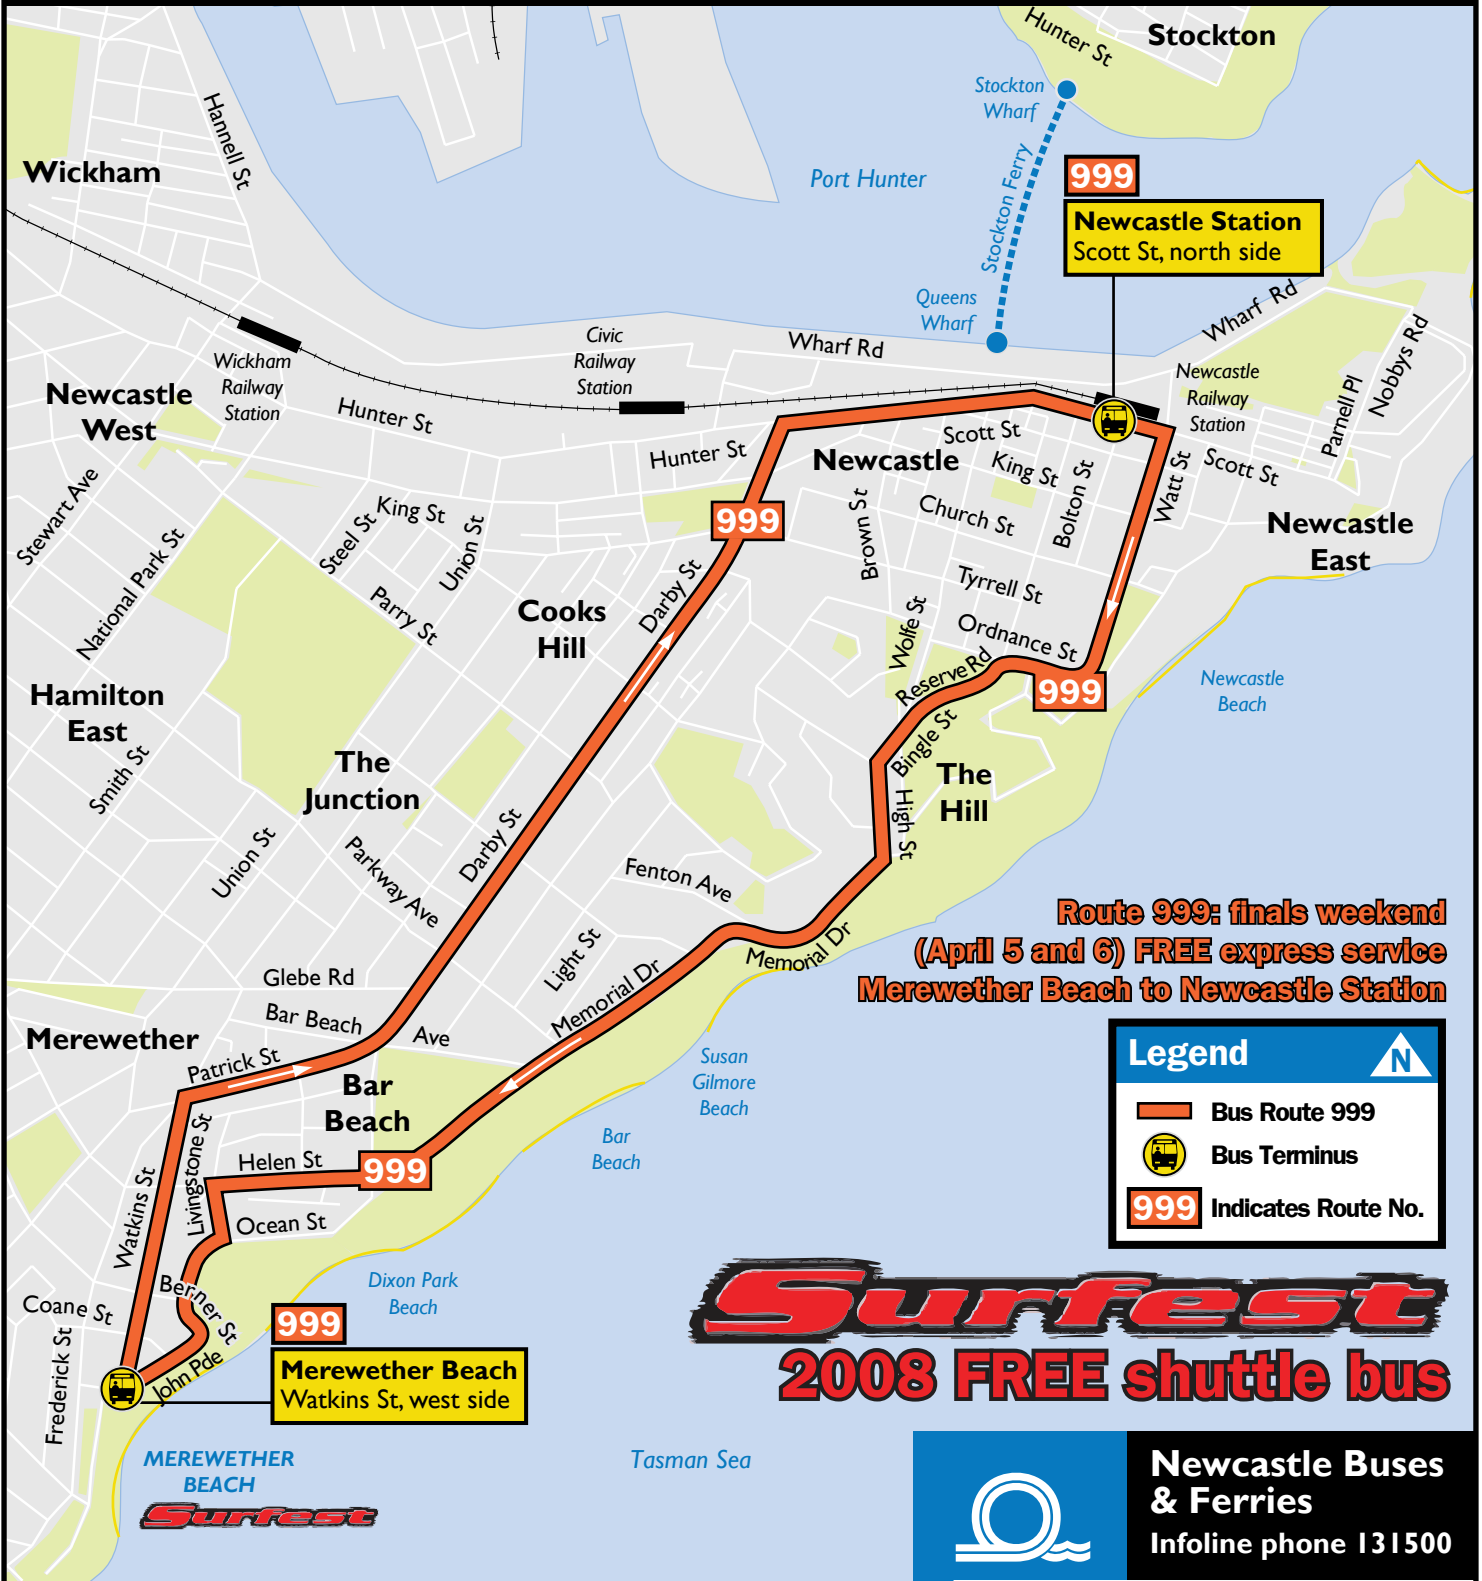 Hunter St
Stockton
Stockton
Wharf
Hannell St
Wickham
Port Hunter
Stockton Ferry
999
Newcastle Station
Scott St, north side
Queens
Wharf
Wharf Rd
Wharf Rd
Nobbys Rd
Parnell Pl
Civic
Railway
Station
Wickham
Railway
Station
Newcastle
Railway
Station
Newcastle
West
Hunter St
Hunter St
Scott St
Newcastle
King St
Bolton St
Watt St
Scott St
Stewart Ave
King St
Steel St
Union St
999
Brown St
Church St
Newcastle
East
National Park St
Parry St
Cooks
Hill
Darby St
Tyrrell St
Wolfe St
Ordnance St
Reserve Rd
999
Newcastle
Beach
Hamilton
East
Smith St
The
Junction
Bingle St
The
Hill
High St
Union St
Parkway Ave
Darby St
Fenton Ave
Light St
Memorial Dr
Memorial Dr
Route 999: finals weekend
(April 5 and 6) FREE express service
Merewether Beach to Newcastle Station
Glebe Rd
Bar Beach
Ave
Merewether
Patrick St
Bar
Beach
Susan
Gilmore
Beach
Bar
Beach
Legend
N
Bus Route 999
Bus Terminus
999
Indicates Route No.
Livingstone St
Helen St
999
Watkins St
Ocean St
Berner St
Dixon Park
Beach
Coane St
Frederick St
John Pde
999
Merewether Beach
Watkins St, west side
Surfest
2008 FREE shuttle bus
MEREWETHER
BEACH
Surfest
Tasman Sea
Newcastle Buses
& Ferries
Infoline phone 131500